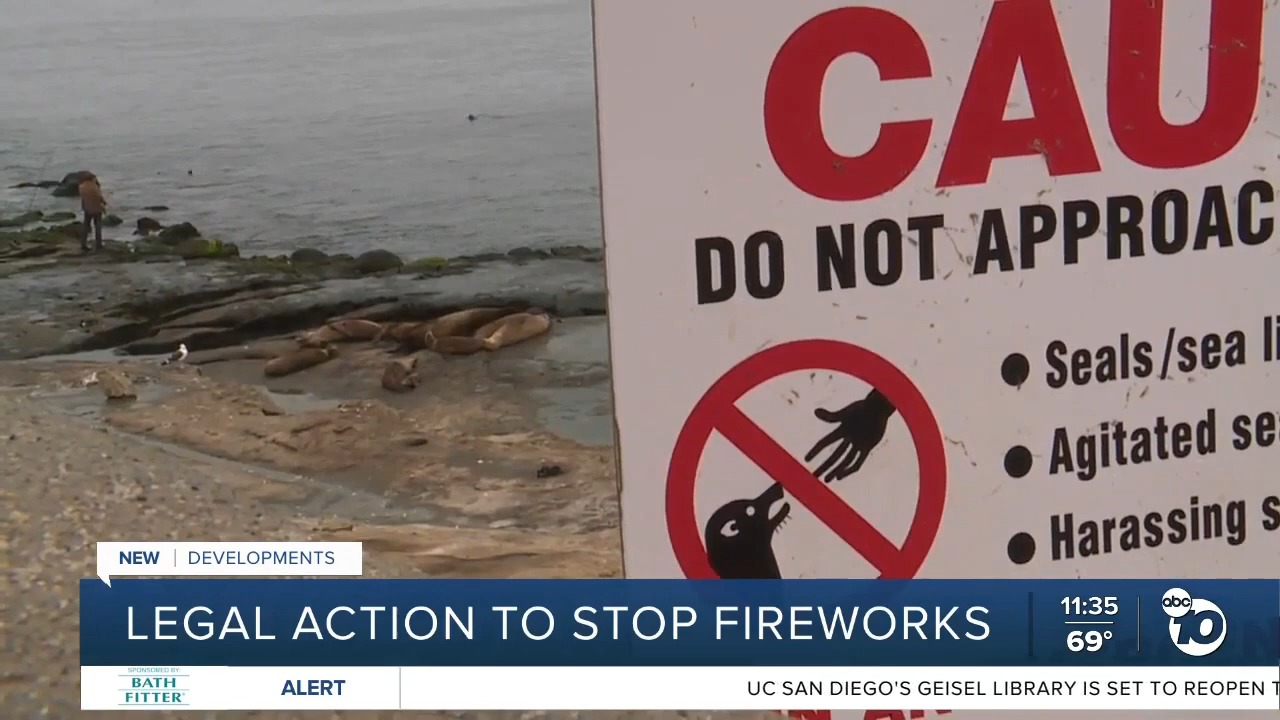 CAU
DO NOT APPROAC
Seals/sea li
Agitated se
Harassing s
NEW | DEVELOPMENTS
LEGAL ACTION TO STOP FIREWORKS
11:35
69°
abc
10
SPONSORED BY:
BATH
FITTER®
ALERT
UC SAN DIEGO'S GEISEL LIBRARY IS SET TO REOPEN T